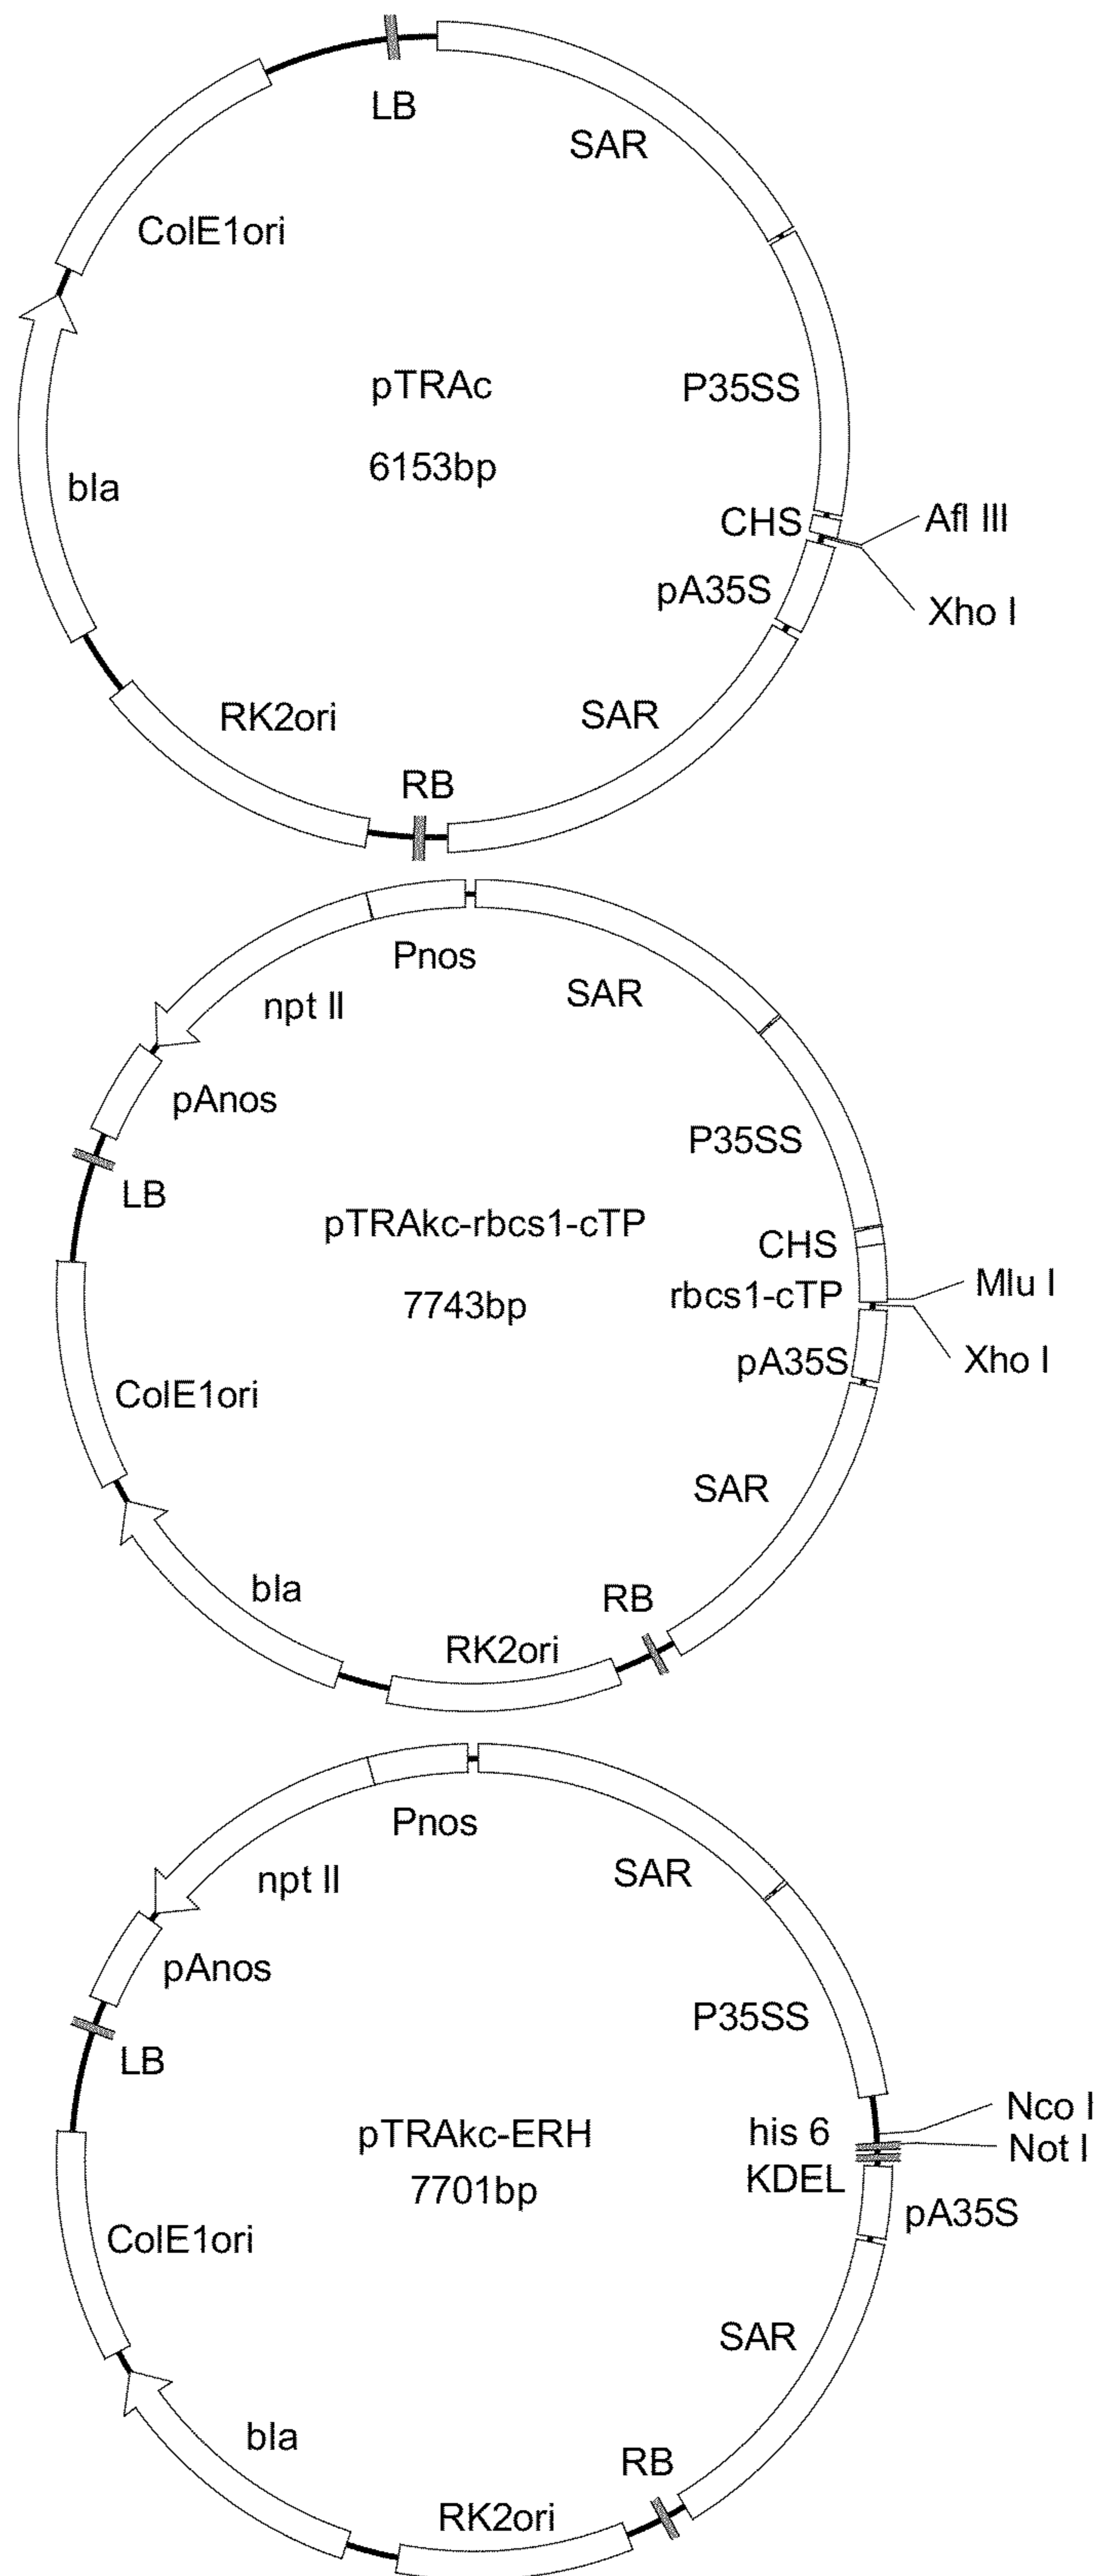 LB
SAR
ColE1ori
pTRAc
P35SS
6153bp
bla
CHS
Afl III
pA35S
Xho I
RK2ori
SAR
RB
Pnos
SAR
npt II
pAnos
P35SS
LB
pTRAkc-rbcs1-cTP
CHS
Mlu I
rbcs1-cTP
7743bp
Xho I
pA35S
ColE1ori
SAR
bla
RB
RK2ori
Pnos
SAR
npt II
pAnos
P35SS
LB
Nco I
his 6
pTRAkc-ERH
Not I
KDEL
7701bp
pA35S
ColE1ori
SAR
bla
RB
RK2ori